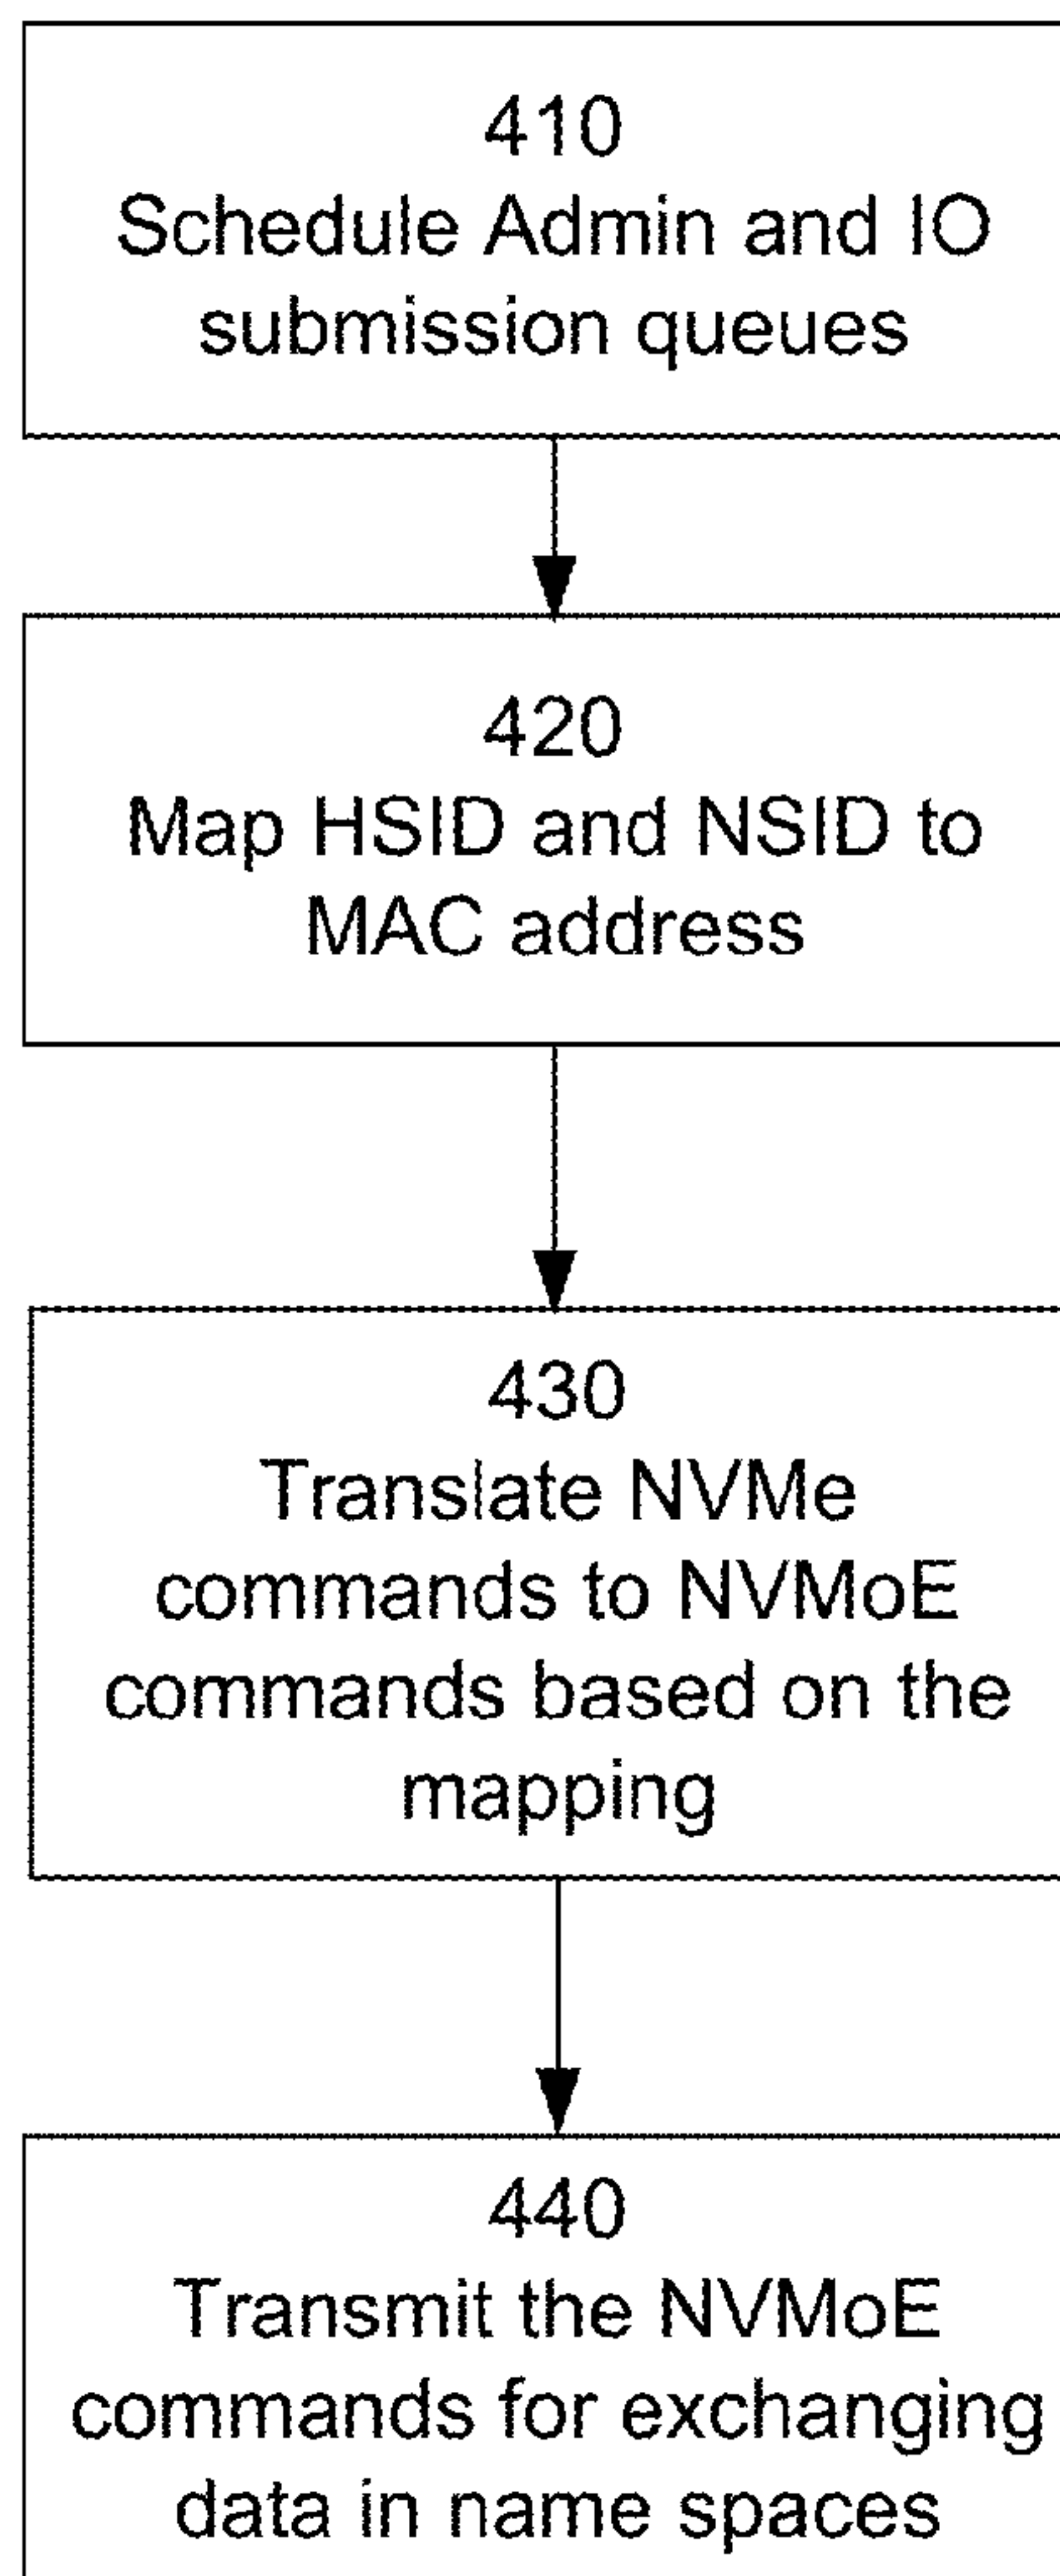 410
Schedule Admin and IO
submission queues
420
Map HSID and NSID to
MAC address
430
Translate NVMe
commands to NVMoE
commands based on the
mapping
440
Transmit the NVMoE
commands for exchanging
data in name spaces